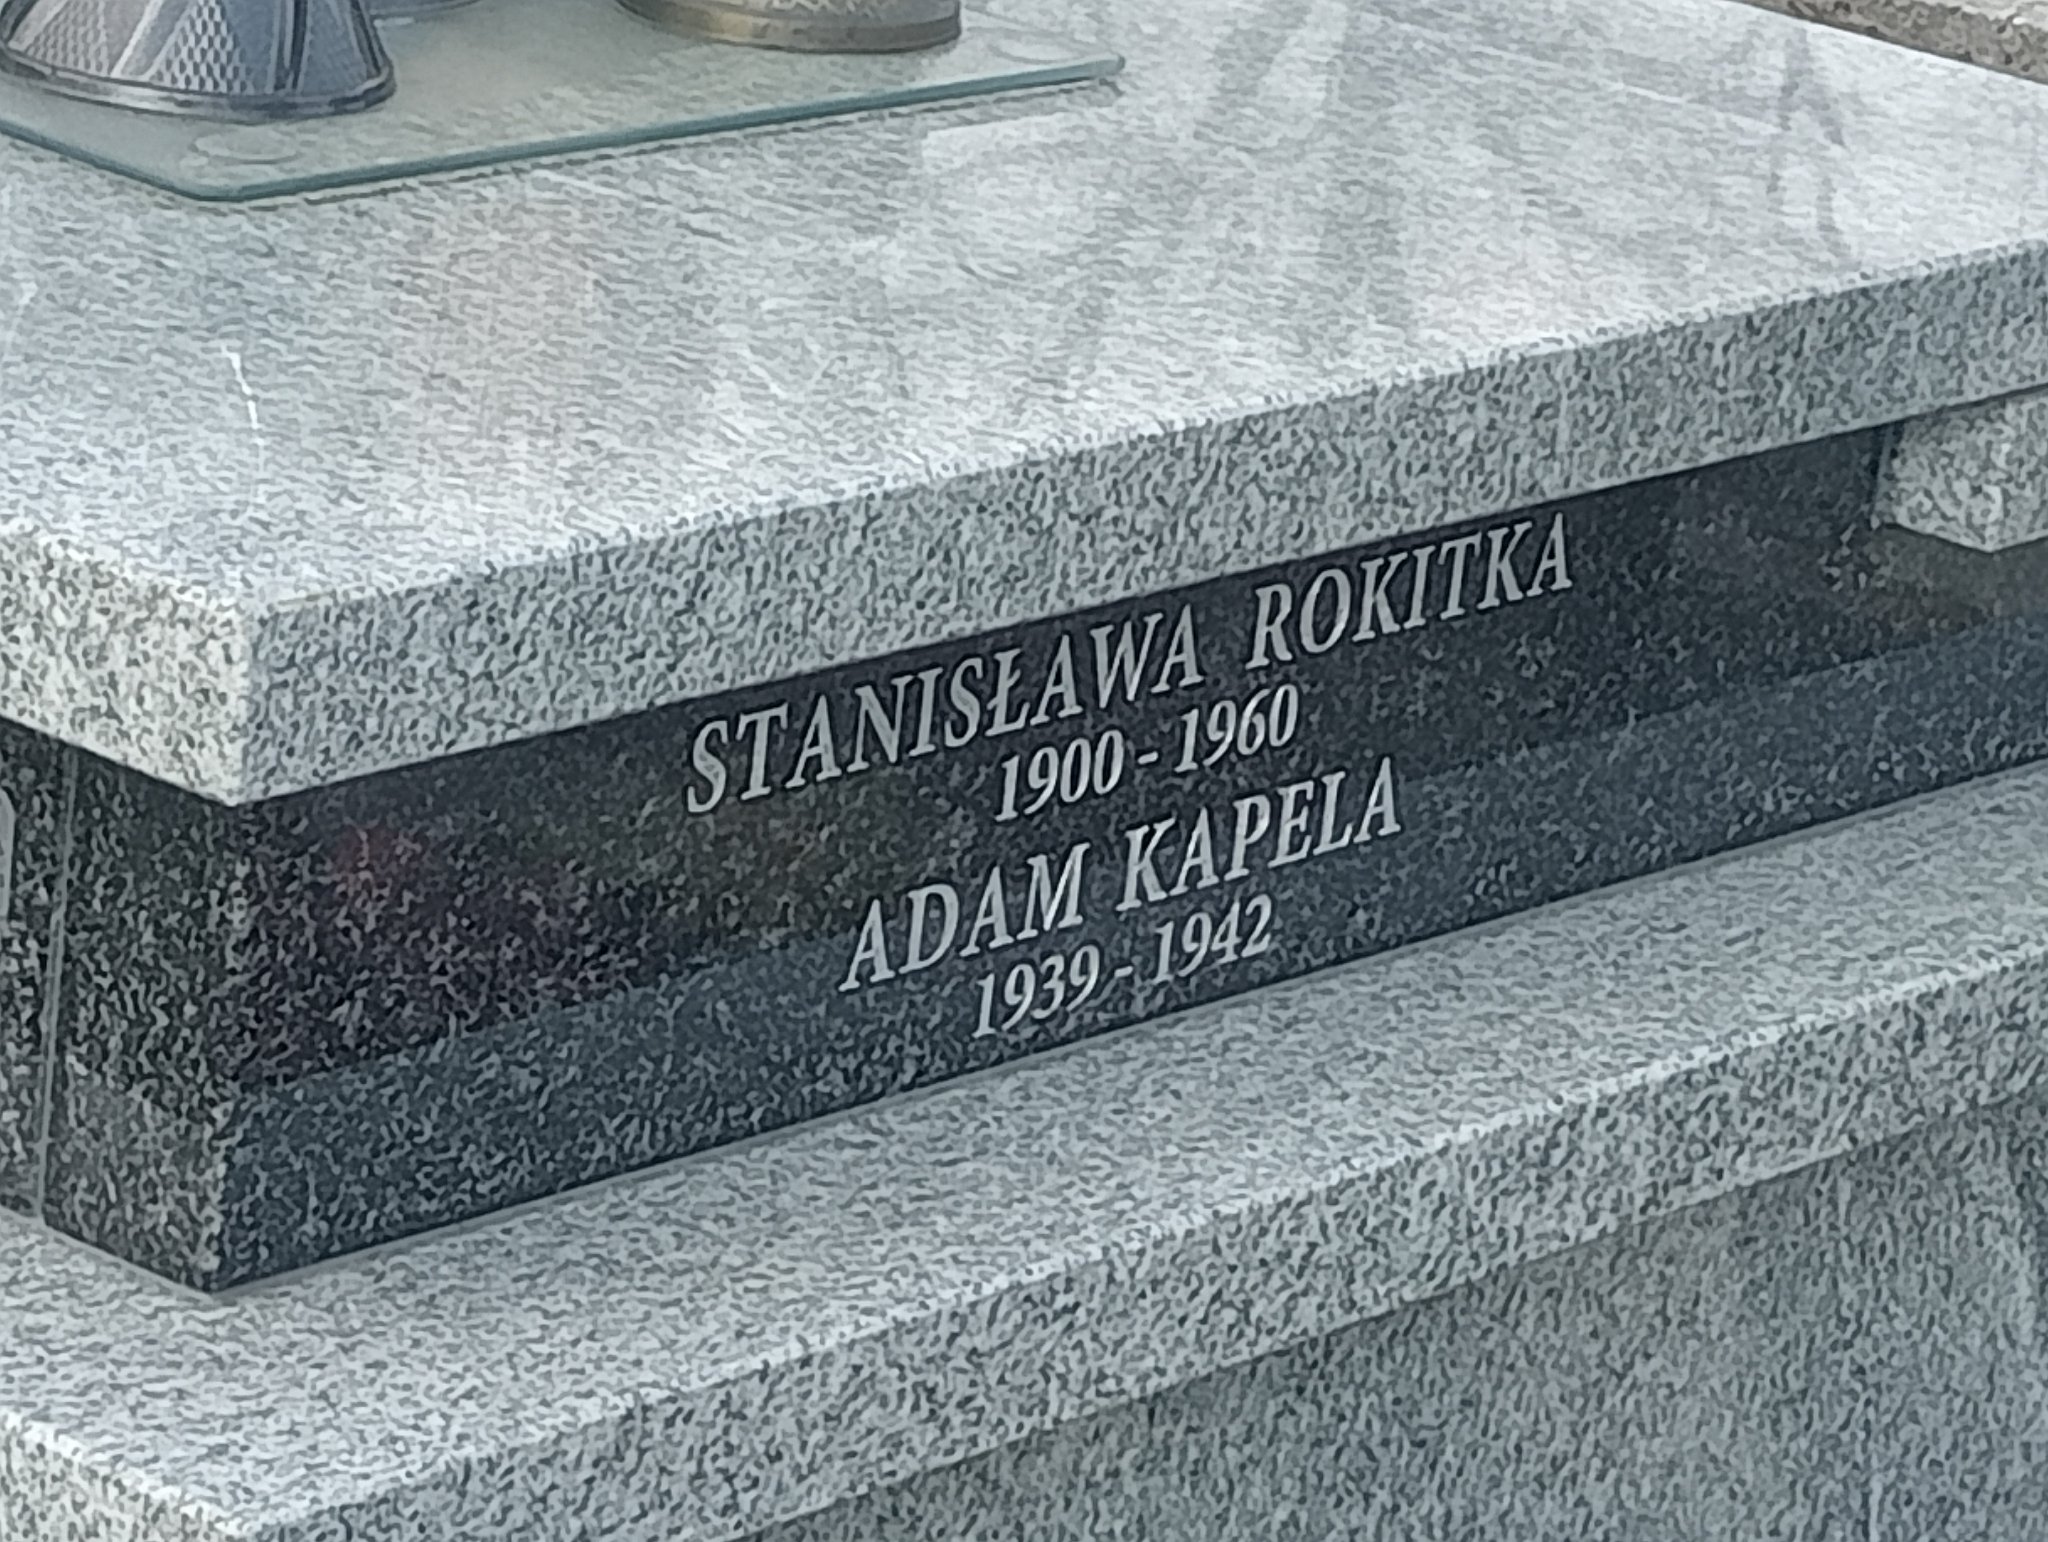 STANISŁAWA ROKITKA
1900 - 1960
ADAM KAPELA
1939 - 1942